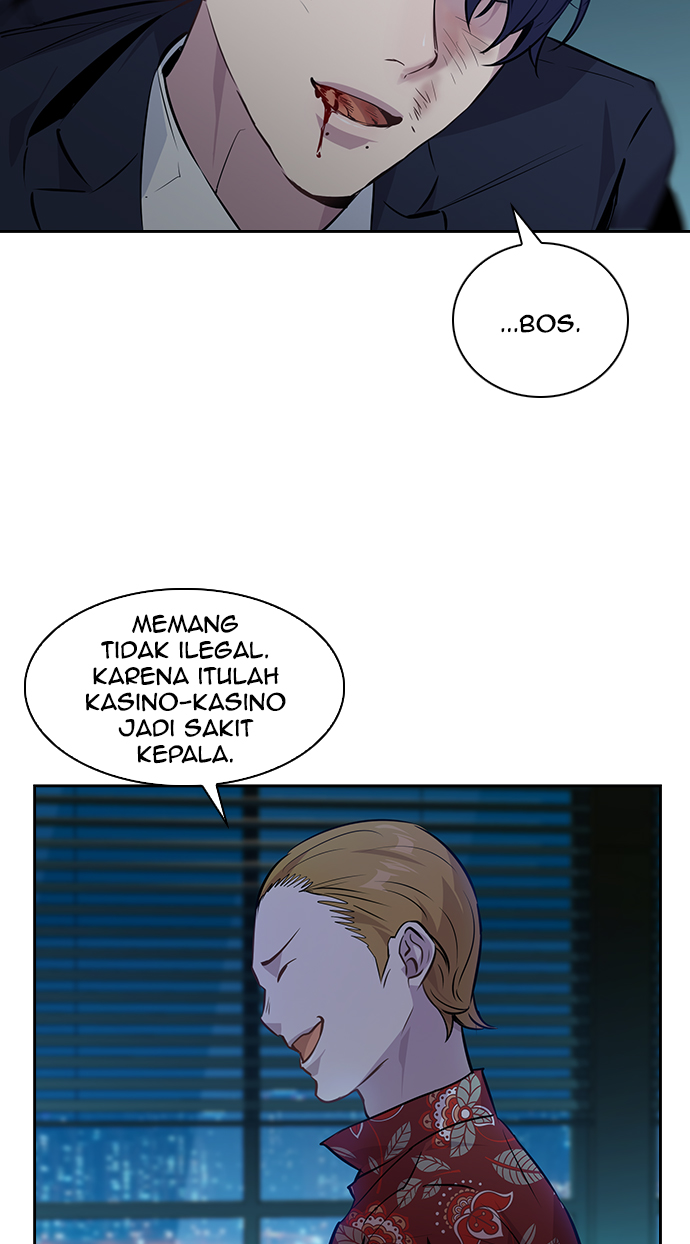 ...BOS.
MEMANG
TIDAK ILEGAL.
KARENA ITULAH
KASINO-KASINO
JADI SAKIT
KEPALA.